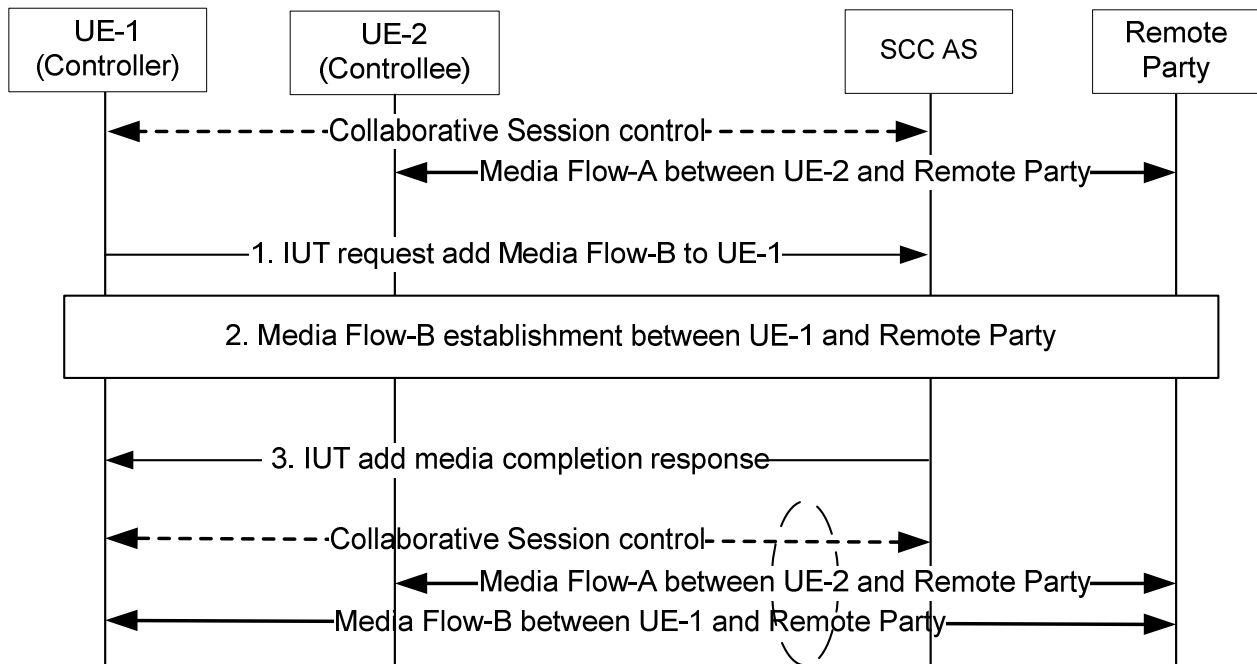 UE-1
(Controller)
UE-2
(Controllee)
SCC AS
Remote
Party
Collaborative Session control
Media Flow-A between UE-2 and Remote Party
1. IUT request add Media Flow-B to UE-1
2. Media Flow-B establishment between UE-1 and Remote Party
3. IUT add media completion response
Collaborative Session control
Media Flow-A between UE-2 and Remote Party
Media Flow-B between UE-1 and Remote Party